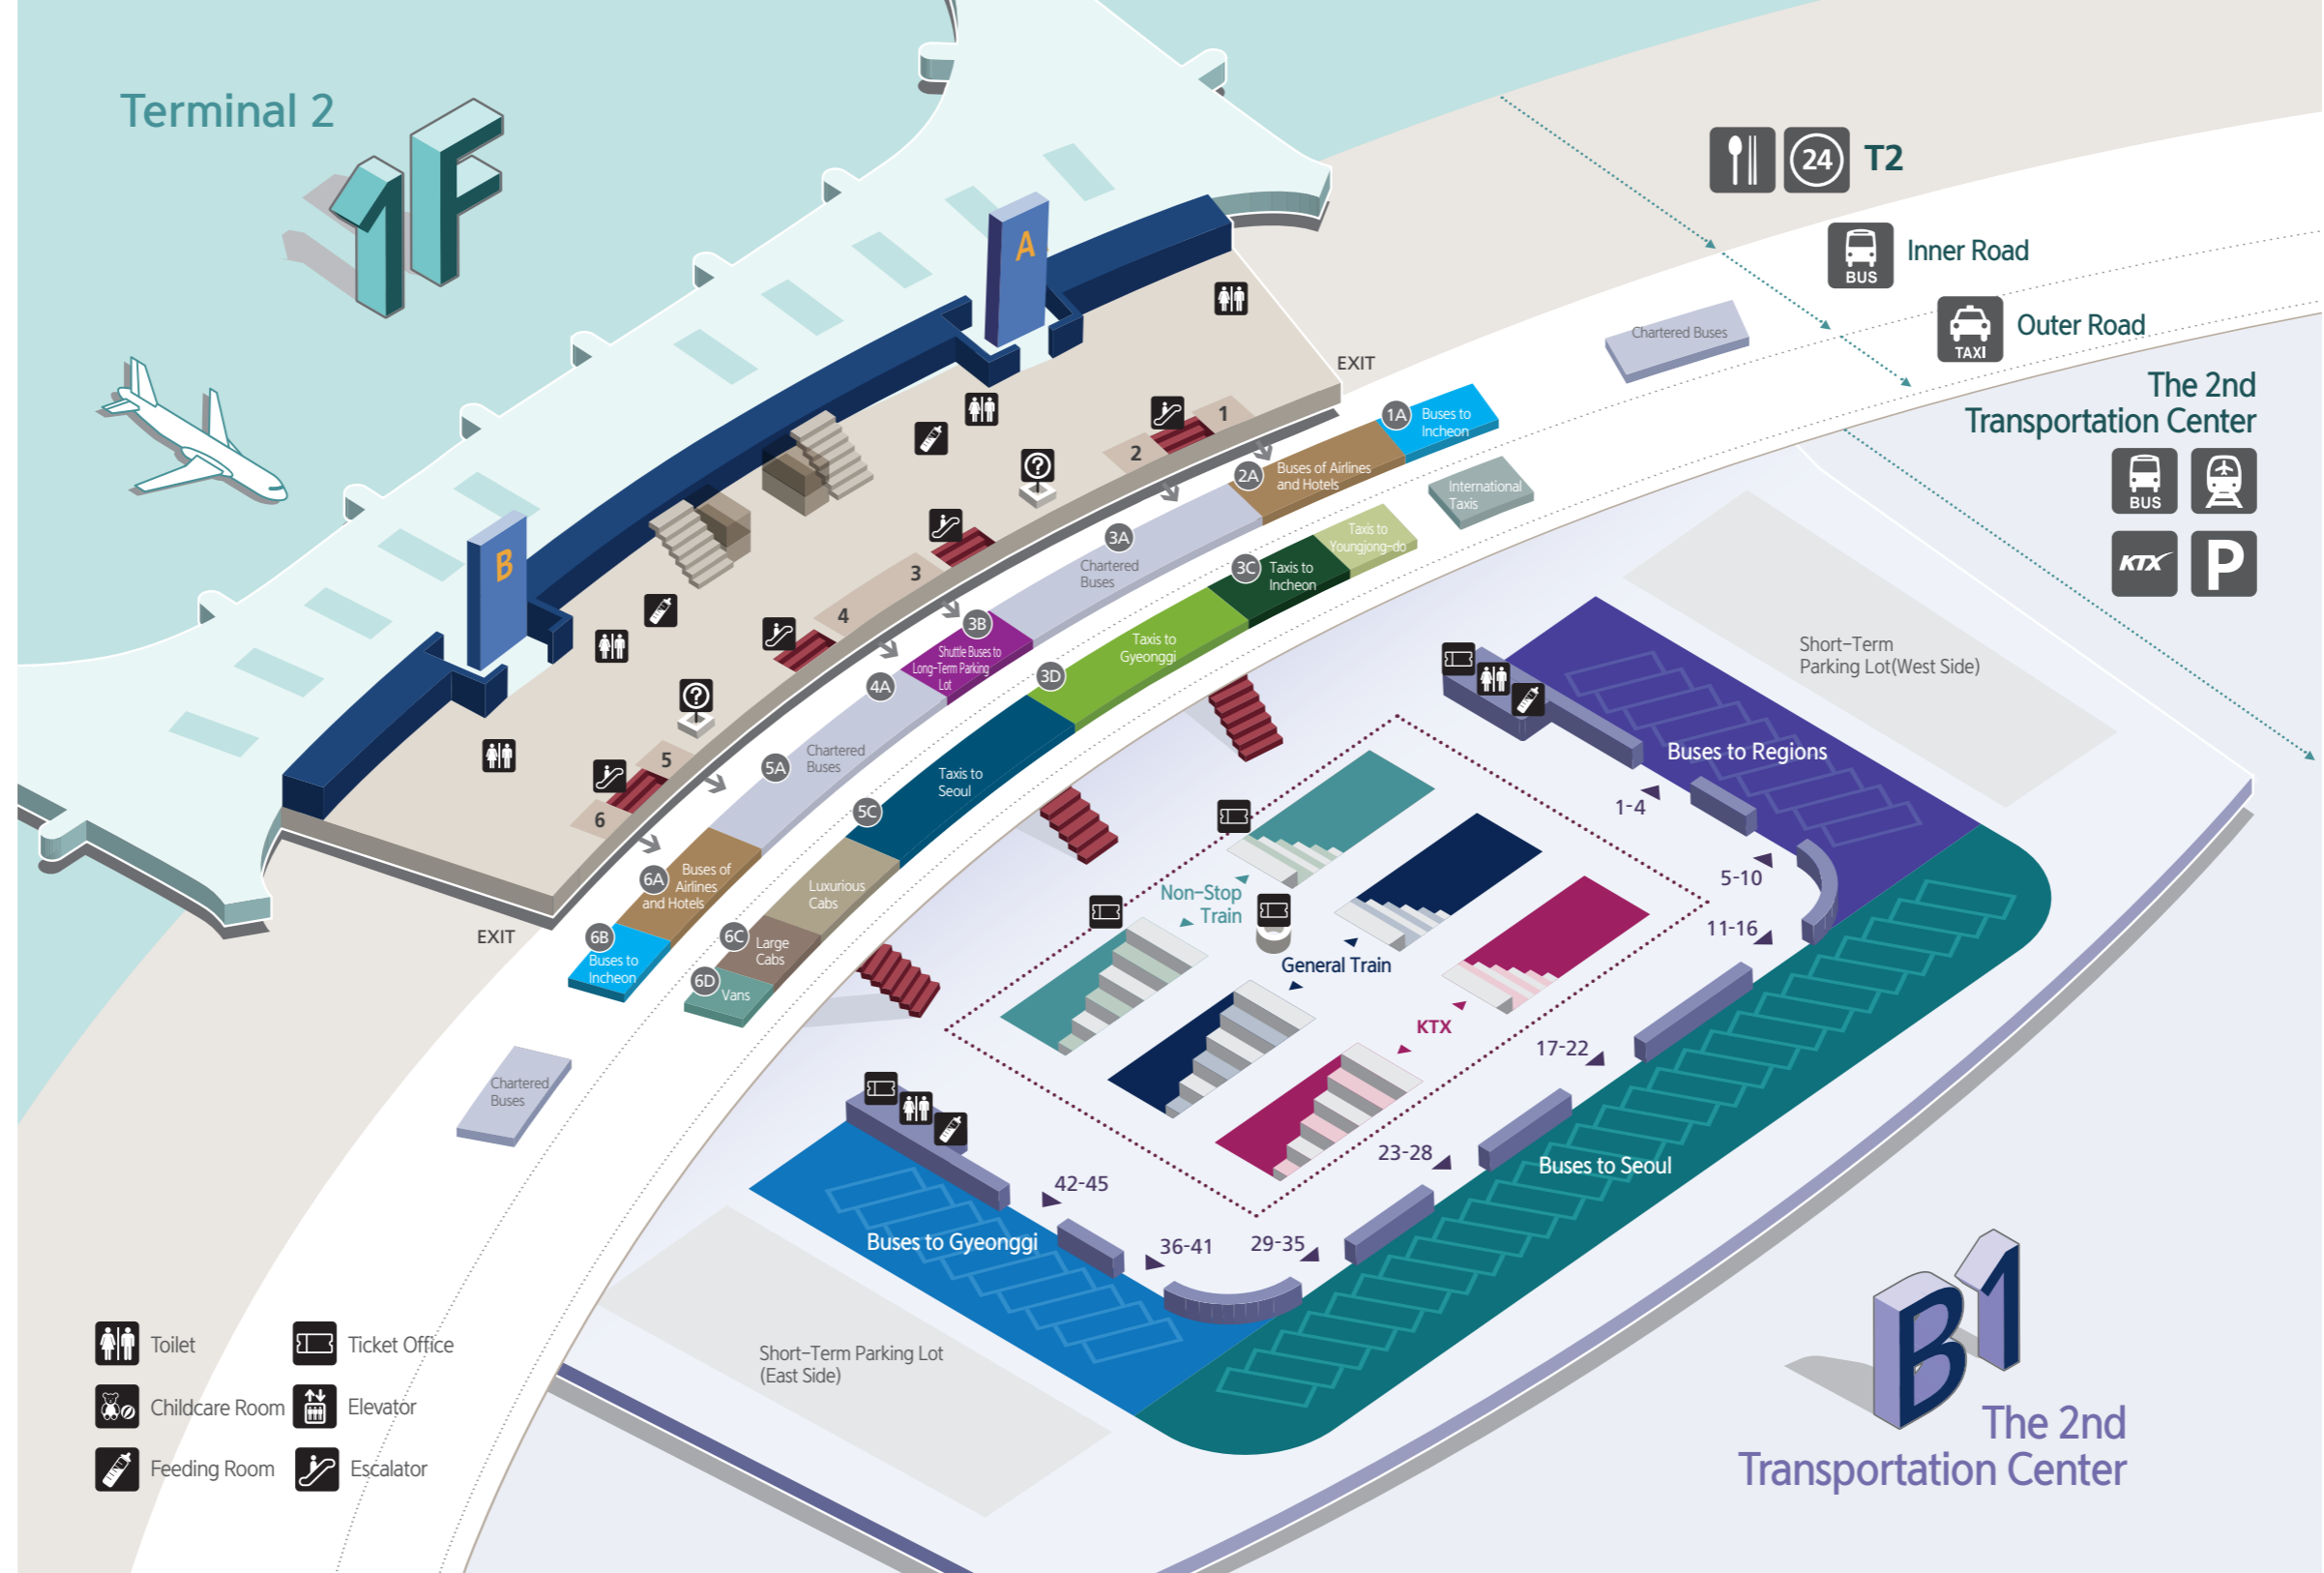 Terminal 2
1F
A
B
24
T2
BUS
Inner Road
TAXI
Outer Road
The 2nd
Transportation Center
BUS
KTX
P
EXIT
Chartered Buses
1
2
3
4
5
6
1A
Buses to
Incheon
2A
Buses of Airlines
and Hotels
3A
Chartered
Buses
3B
Shuttle Buses to
Long-Term Parking
Lot
4A
5A
Chartered
Buses
6A
Buses of
Airlines
and Hotels
6B
Buses to
Incheon
EXIT
International
Taxis
Taxis to
Youngjong-do
3C
Taxis to
Incheon
3D
Taxis to
Gyeonggi
5C
Taxis to
Seoul
Luxurious
Cabs
6C
Large
Cabs
6D
Vans
Chartered
Buses
?
?
Short-Term
Parking Lot(West Side)
Buses to Regions
1-4
5-10
11-16
17-22
23-28
29-35
36-41
42-45
Non-Stop
Train
General Train
KTX
Buses to Seoul
Buses to Gyeonggi
Short-Term Parking Lot
(East Side)
B1
The 2nd
Transportation Center
Toilet
Ticket Office
Childcare Room
Elevator
Feeding Room
Escalator